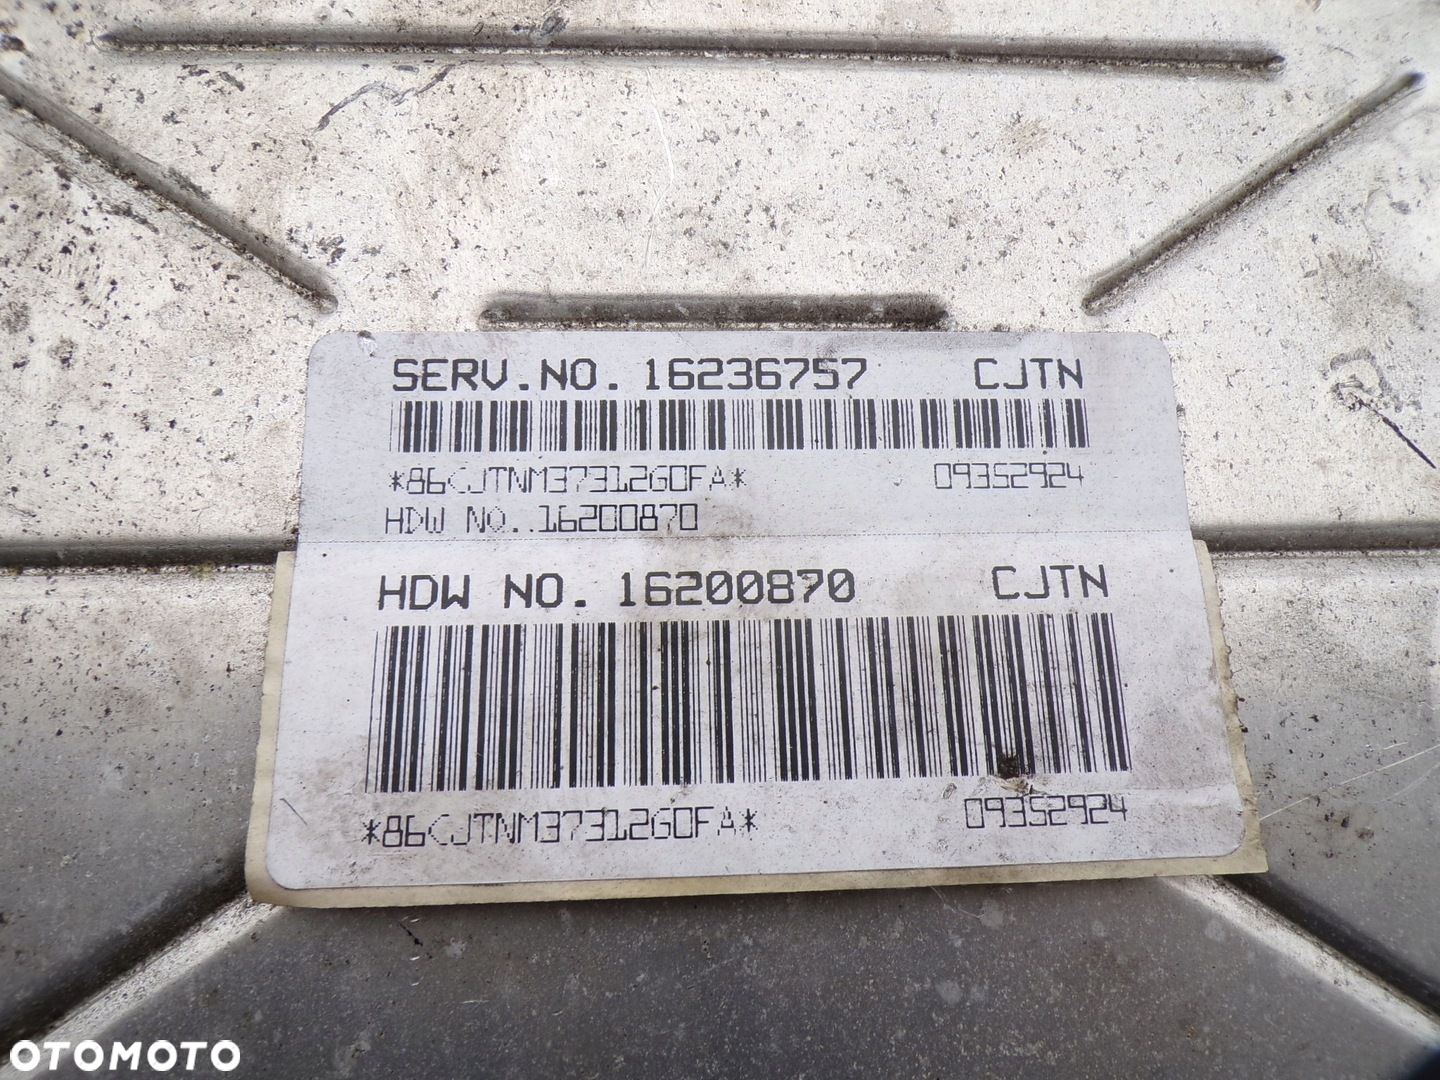 SERV.NO. 16236757 CJTN
*86CJTNM37312G0FA* 09352924
HDW NO. 16200870
HDW NO. 16200870 CJTN
*86CJTNM37312G0FA* 09352924
OTOMOTO